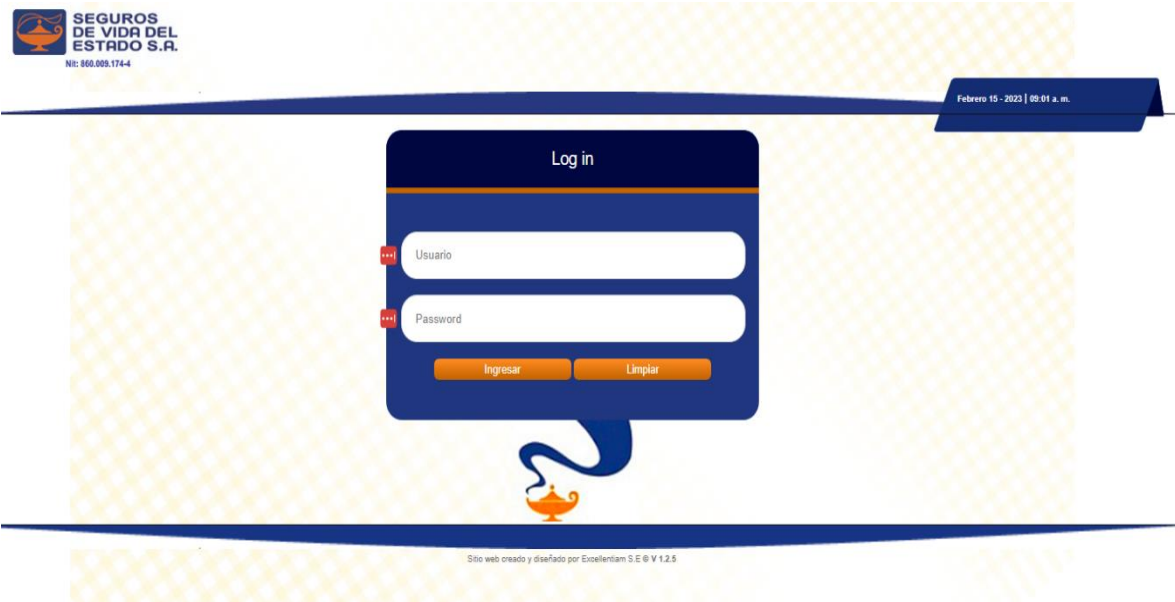 SEGUROS
DE VIDA DEL
ESTADO S.A.
Nit: 860.009.174-4
Febrero 15 - 2023 | 09:01 a. m.
Log in
Usuario
Password
Ingresar Limpiar
Sitio web creado y diseñado por Excellentiam S.E ® V 1.2.5